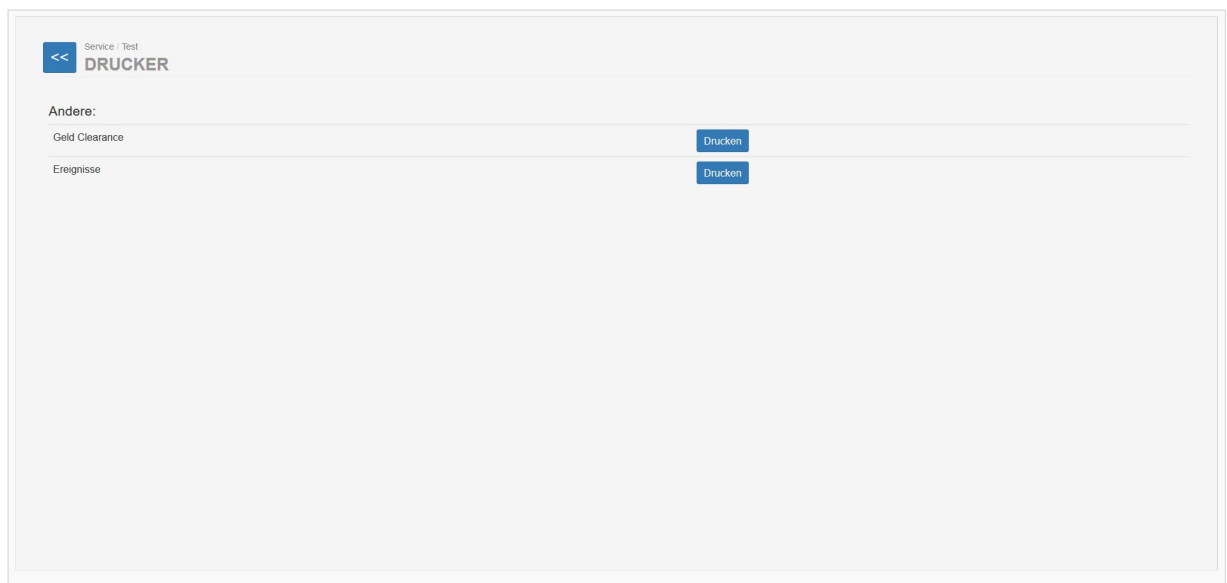 <<
Service / Test
DRUCKER
Andere:
Geld Clearance Drucken
Ereignisse Drucken